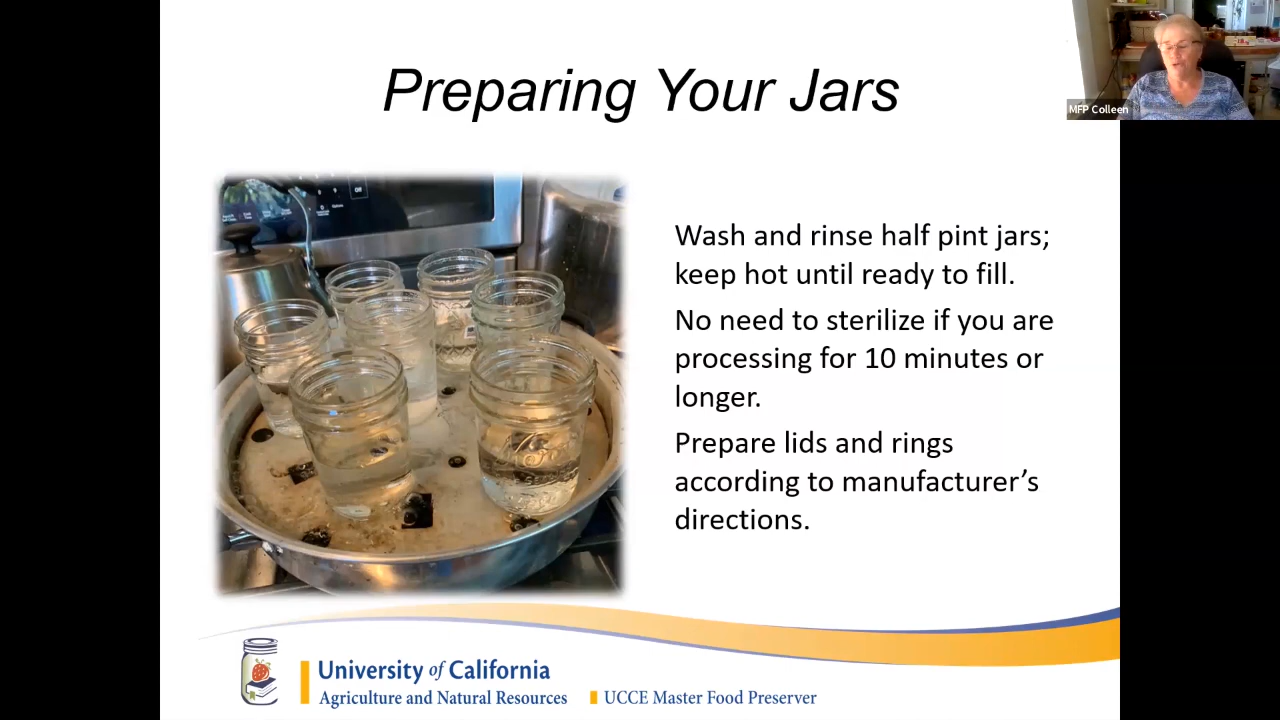 Preparing Your Jars
MFP Colleen
Off
Wash and rinse half pint jars;
keep hot until ready to fill.
No need to sterilize if you are
processing for 10 minutes or
longer.
Prepare lids and rings
according to manufacturer’s
directions.
University of California
Agriculture and Natural Resources
UCCE Master Food Preserver